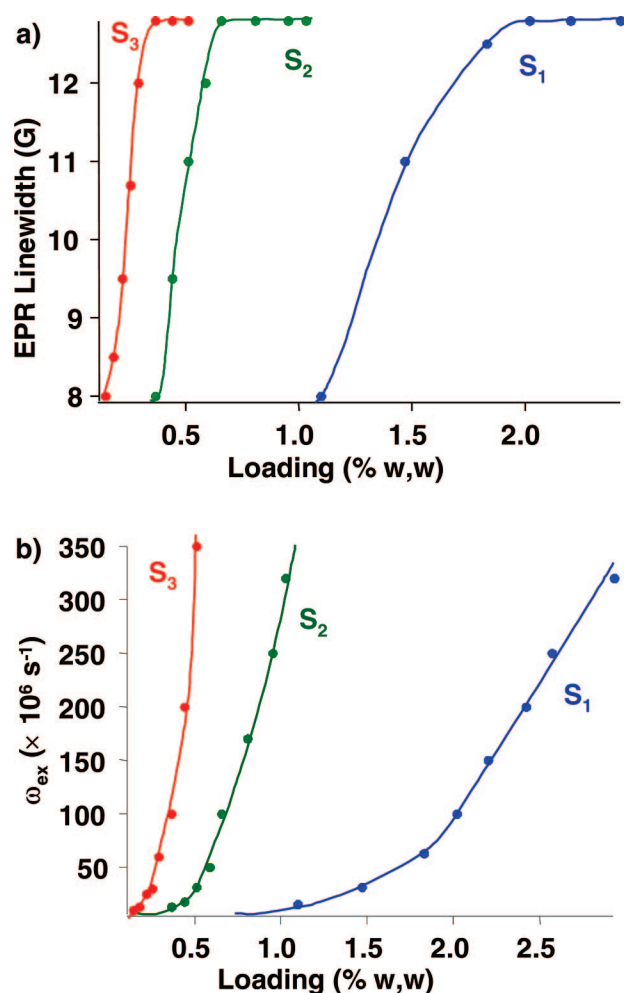 a)
S3
S2
S1
EPR Linewidth (G)
12
11
10
9
8
0.5 1.0 1.5 2.0
Loading (% w,w)
b)
S3
S2
S1
ωex (× 10⁶ s⁻¹)
350
300
250
200
150
100
50
0.5 1.0 1.5 2.0 2.5
Loading (% w,w)